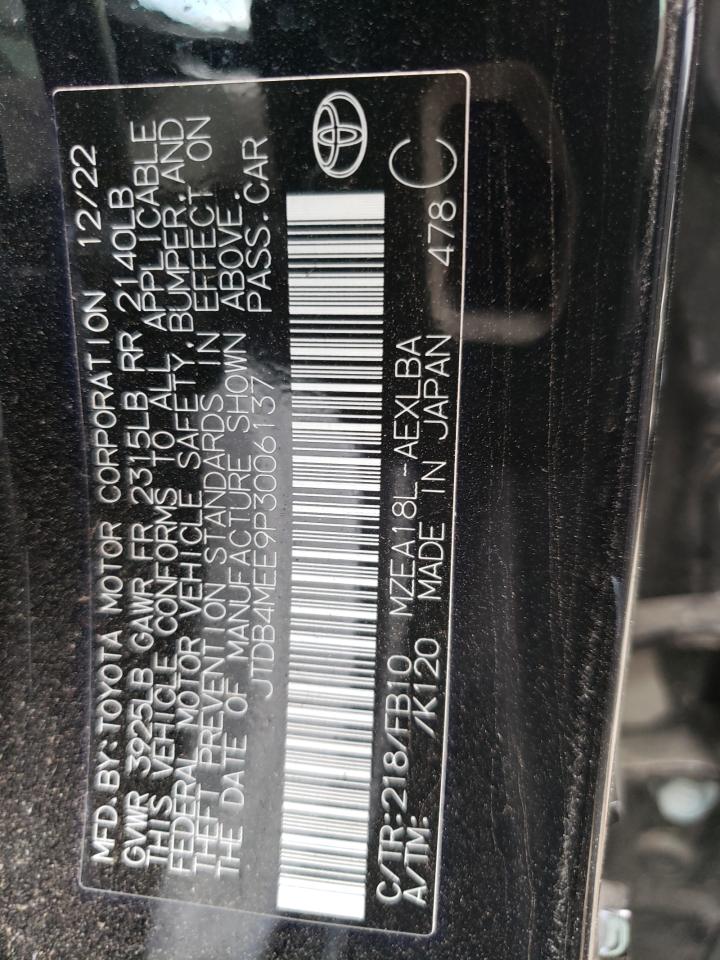 MFD. BY: TOYOTA MOTOR CORPORATION 12/22
GVWR 3925LB GAWR FR 2315LB RR 2140LB
THIS VEHICLE CONFORMS TO ALL APPLICABLE
FEDERAL MOTOR VEHICLE SAFETY, BUMPER, AND
THEFT PREVENTION STANDARDS IN EFFECT ON
THE DATE OF MANUFACTURE SHOWN ABOVE.
JTDB4MEE9P3006137 PASS. CAR
C/TR:218/FB10 MZEA18L-AEXLBA 478 C
A/TM: /K120 MADE IN JAPAN